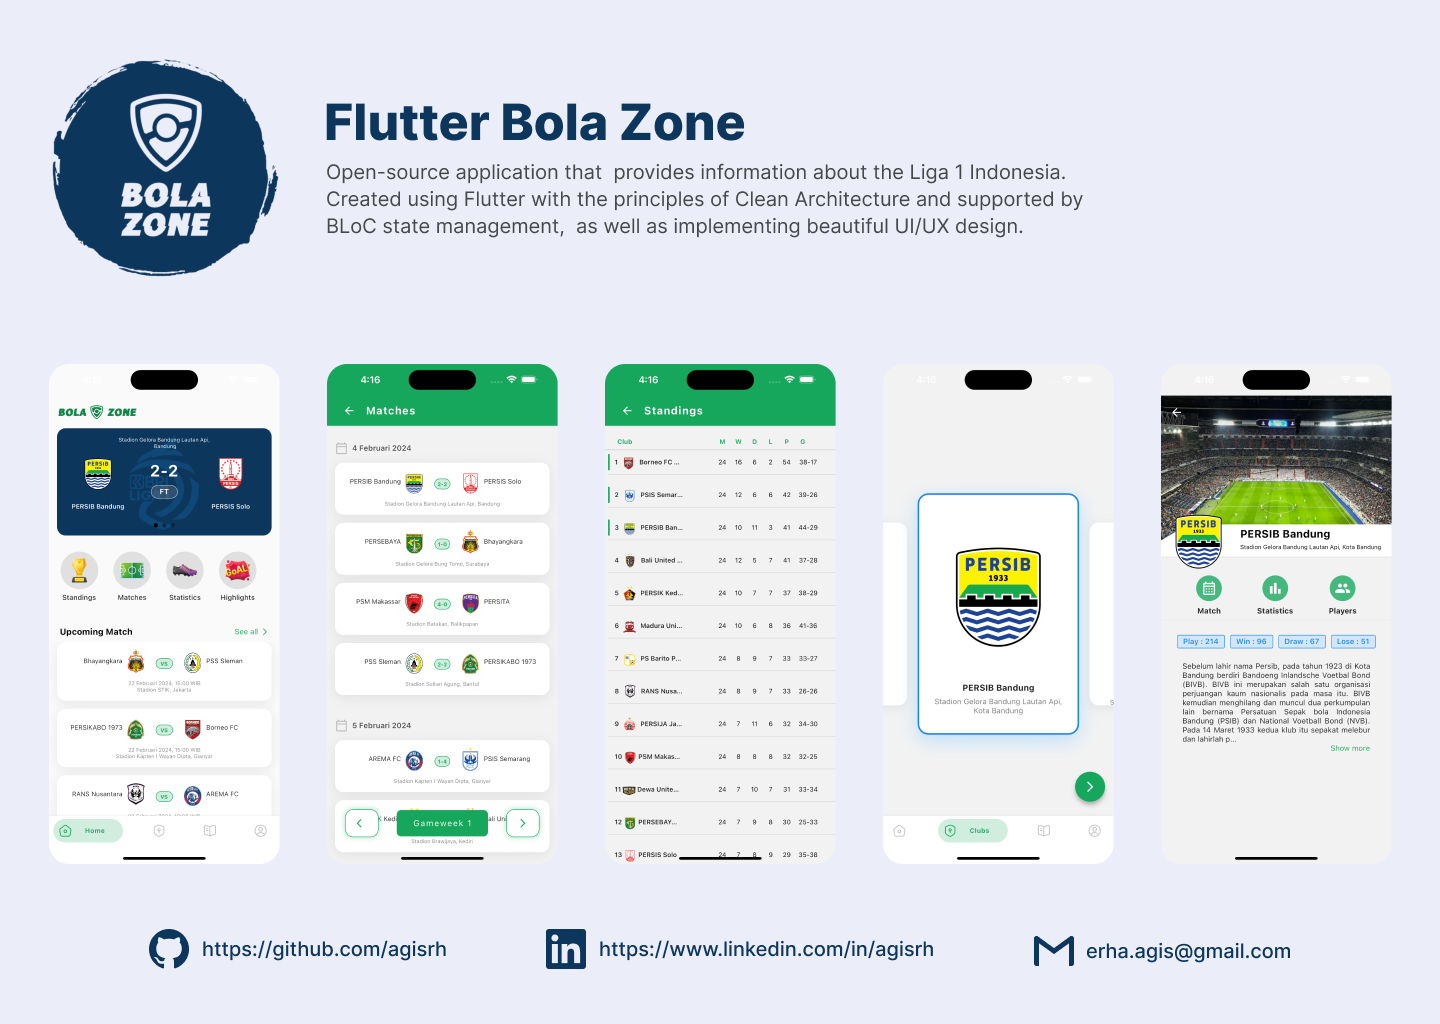 BOLA
ZONE
Flutter Bola Zone
Open-source application that  provides information about the Liga 1 Indonesia.
Created using Flutter with the principles of Clean Architecture and supported by
BLoC state management,  as well as implementing beautiful UI/UX design.
4:16
BOLA ZONE
Stadion Gelora Bandung Lautan Api,
Bandung
PERSIB
2-2
FT
PERSIB Bandung
PERSIS Solo
Standings
Matches
Statistics
GOAL
Highlights
Upcoming Match
See all
Bhayangkara
VS
PSS Sleman
22 Februari 2024, 15:00 WIB
Stadion STIK, Jakarta
PERSIKABO 1973
VS
Borneo FC
22 Februari 2024, 15:00 WIB
Stadion Kapten I Wayan Dipta, Gianyar
RANS Nusantara
VS
AREMA FC
Home
4:16
Matches
4 Februari 2024
PERSIB Bandung
2-2
PERSIS Solo
Stadion Gelora Bandung Lautan Api, Bandung
PERSEBAYA
1-0
Bhayangkara
Stadion Gelora Bung Tomo, Surabaya
PSM Makassar
4-0
PERSITA
Stadion Batakan, Balikpapan
PSS Sleman
2-2
PERSIKABO 1973
Stadion Sultan Agung, Bantul
5 Februari 2024
AREMA FC
1-4
PSIS Semarang
Stadion Kapten I Wayan Dipta, Gianyar
Gameweek 1
Stadion Brawijaya, Kediri
4:16
Standings
Club M W D L P G
1 Borneo FC ... 24 16 6 2 54 38-17
2 PSIS Semar... 24 12 6 6 42 39-26
3 PERSIB Ban... 24 10 11 3 41 44-29
4 Bali United ... 24 12 5 7 41 37-28
5 PERSIK Ked... 24 10 7 7 37 38-29
6 Madura Uni... 24 10 6 8 36 41-36
7 PS Barito P... 24 8 9 7 33 33-27
8 RANS Nusa... 24 8 9 7 33 26-26
9 PERSIJA Ja... 24 7 11 6 32 34-30
10 PSM Makas... 24 8 8 8 32 32-25
11 Dewa Unite... 24 7 10 7 31 33-34
12 PERSEBAY... 24 7 9 8 30 25-33
13 PERSIS Solo 24 7 8 9 29 35-38
4:16
PERSIB
1933
PERSIB Bandung
Stadion Gelora Bandung Lautan Api,
Kota Bandung
Clubs
4:16
PERSIB
1933
PERSIB Bandung
Stadion Gelora Bandung Lautan Api, Kota Bandung
Match
Statistics
Players
Play : 214
Win : 96
Draw : 67
Lose : 51
Sebelum lahir nama Persib, pada tahun 1923 di Kota
Bandung berdiri Bandoeng Inlandsche Voetbal Bond
(BIVB). BIVB ini merupakan salah satu organisasi
perjuangan kaum nasionalis pada masa itu. BIVB
kemudian menghilang dan muncul dua perkumpulan
lain bernama Persatuan Sepak bola Indonesia
Bandung (PSIB) dan National Voetball Bond (NVB).
Pada 14 Maret 1933 kedua klub itu sepakat melebur
dan lahirlah p...
Show more
https://github.com/agisrh
https://www.linkedin.com/in/agisrh
erha.agis@gmail.com